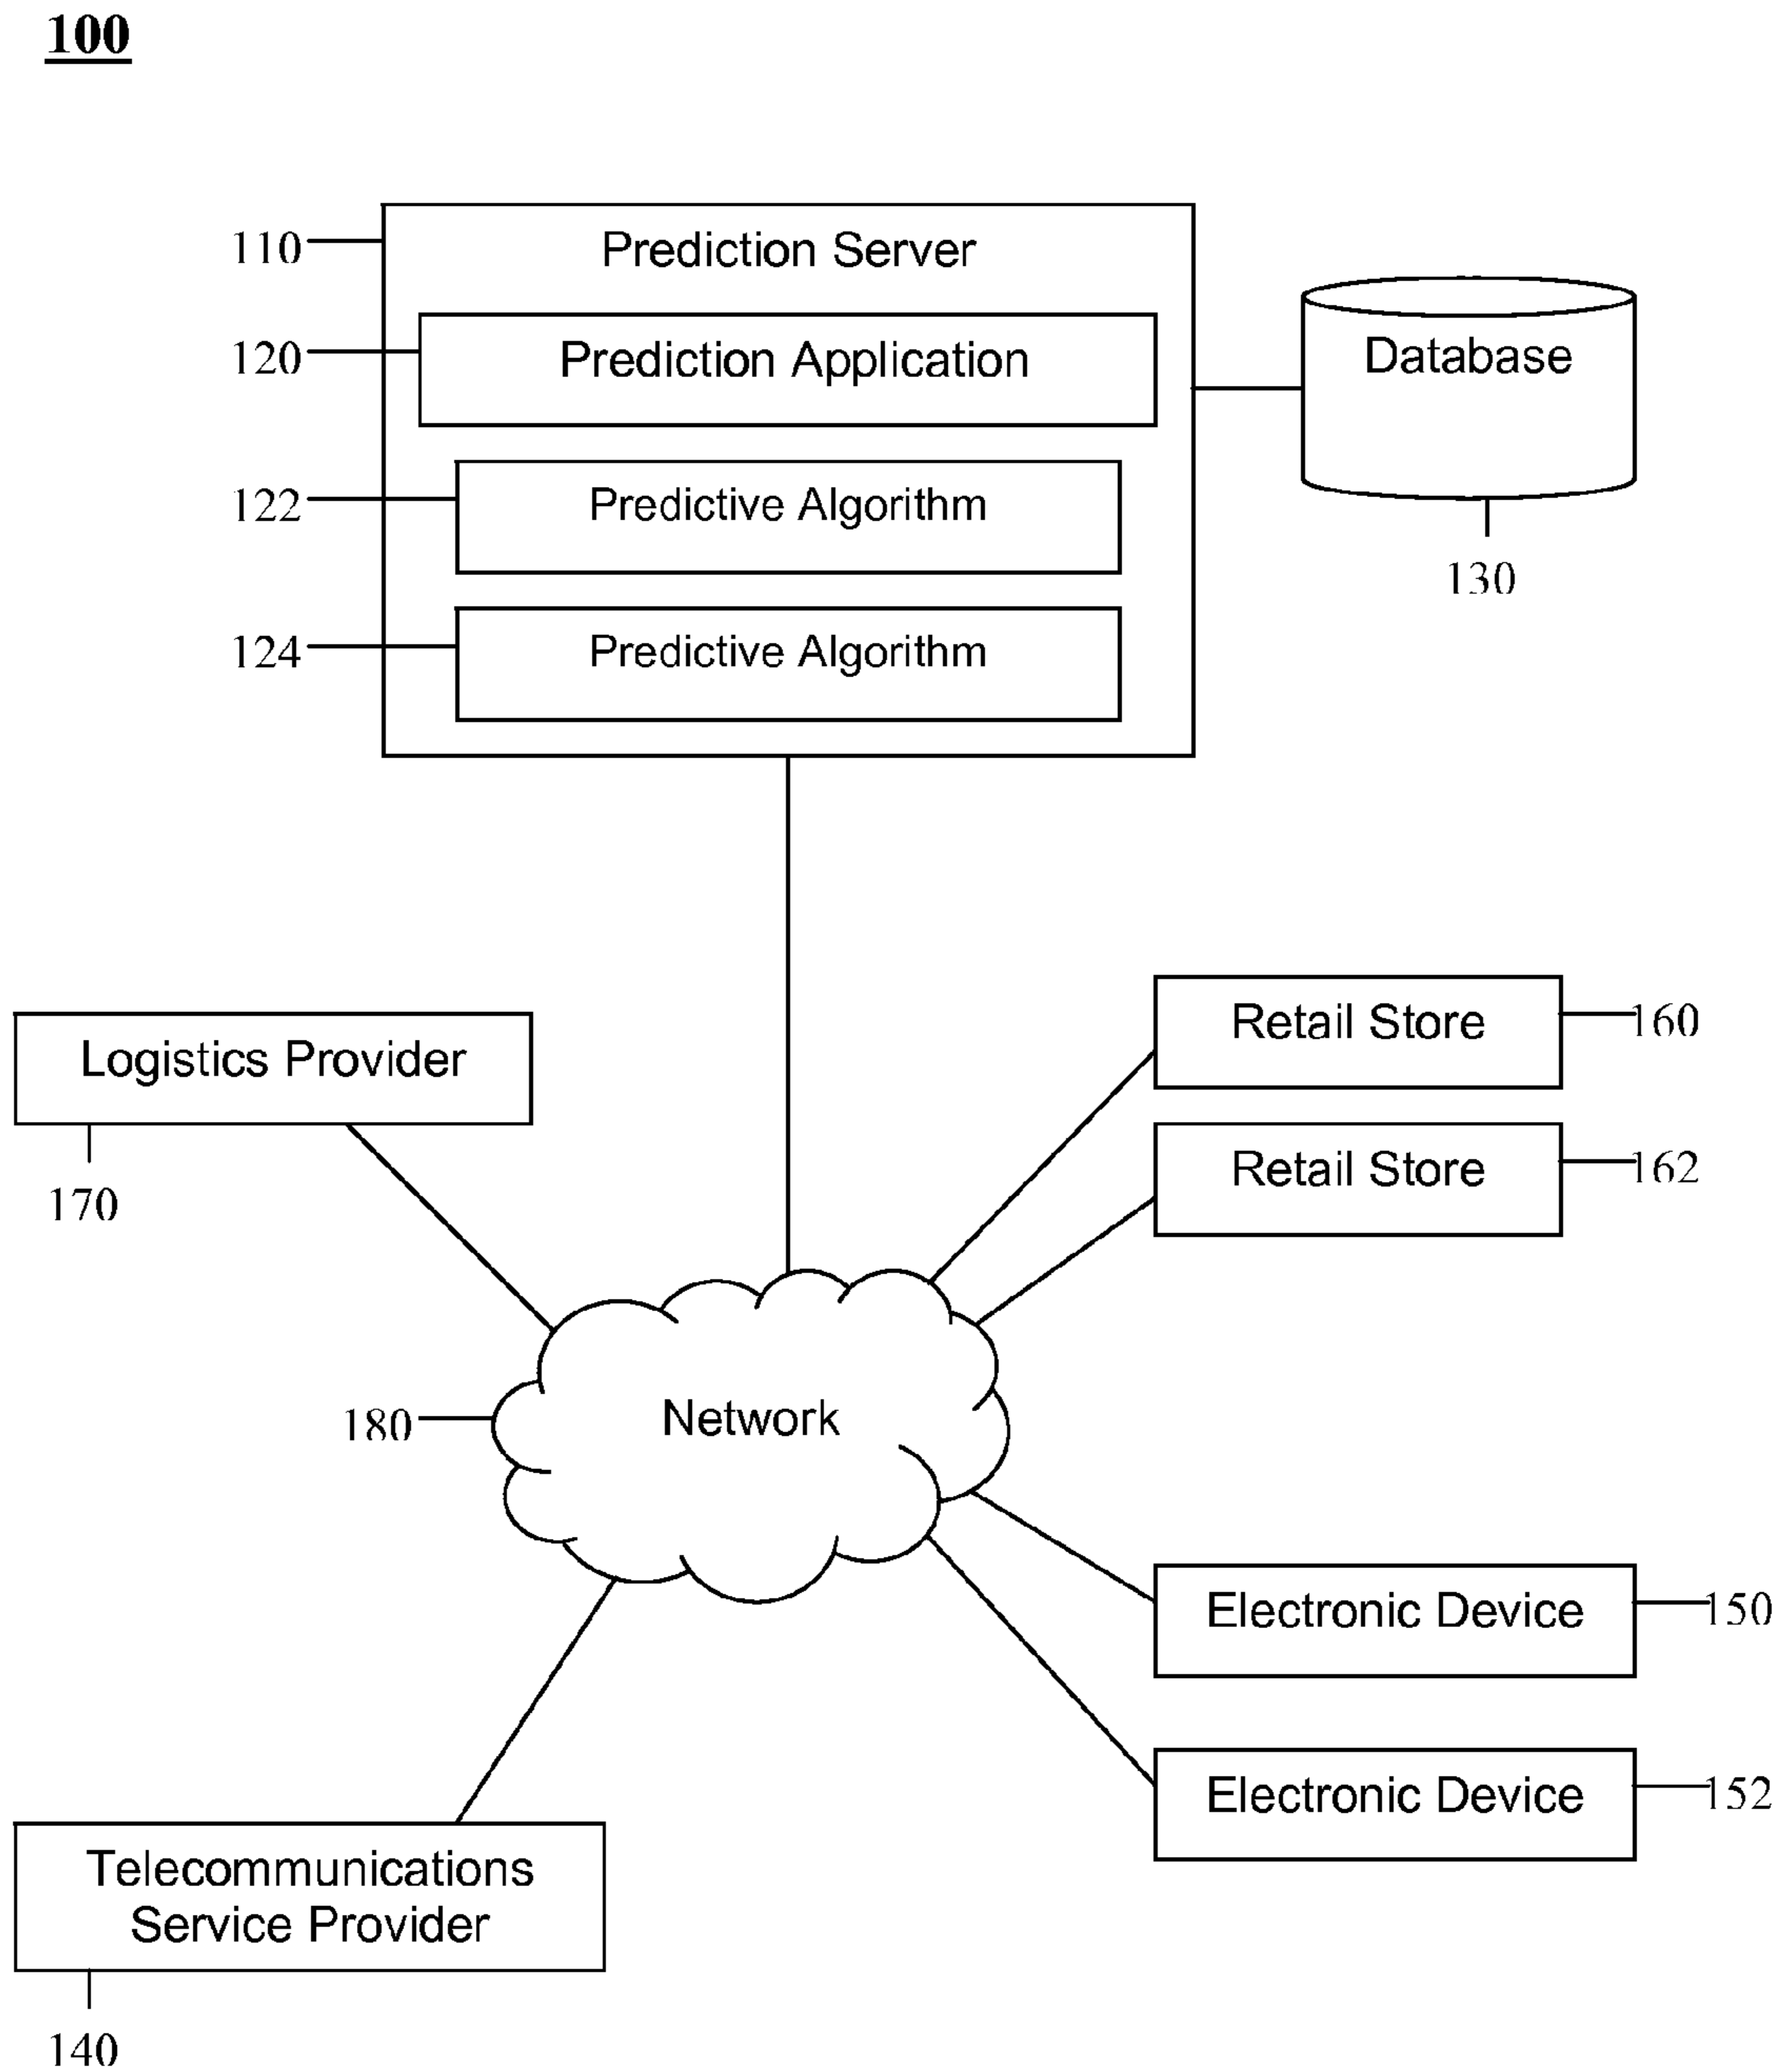 100
110
Prediction Server
120
Prediction Application
Database
122
Predictive Algorithm
130
124
Predictive Algorithm
Retail Store
160
Logistics Provider
Retail Store
162
170
180
Network
Electronic Device
150
Electronic Device
152
Telecommunications
Service Provider
140